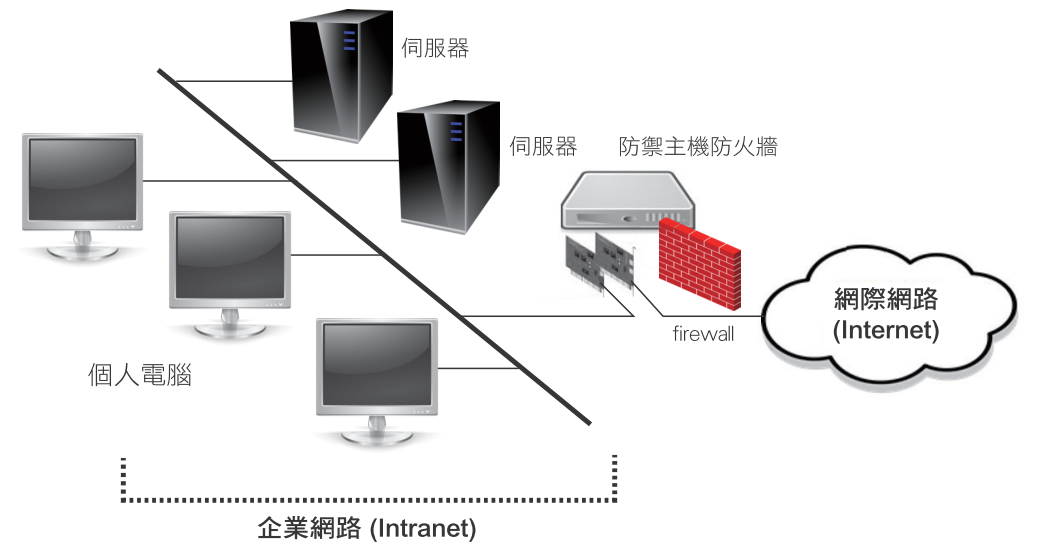 伺服器
伺服器
防禦主機防火牆
網際網路
(Internet)
firewall
個人電腦
企業網路 (Intranet)